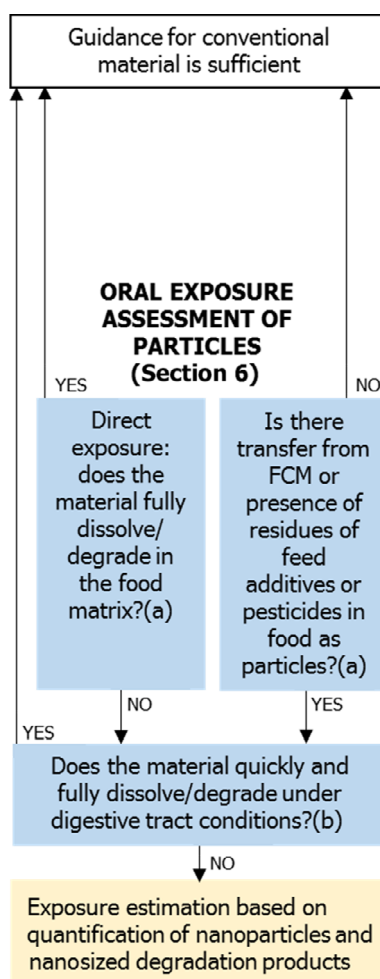 Guidance for conventional
material is sufficient
ORAL EXPOSURE
ASSESSMENT OF
PARTICLES
(Section 6)
YES
NO
Direct
exposure:
does the
material fully
dissolve/
degrade in
the food
matrix?(a)
Is there
transfer from
FCM or
presence of
residues of
feed
additives or
pesticides in
food as
particles?(a)
NO
YES
YES
Does the material quickly and
fully dissolve/degrade under
digestive tract conditions?(b)
NO
Exposure estimation based on
quantification of nanoparticles and
nanosized degradation products